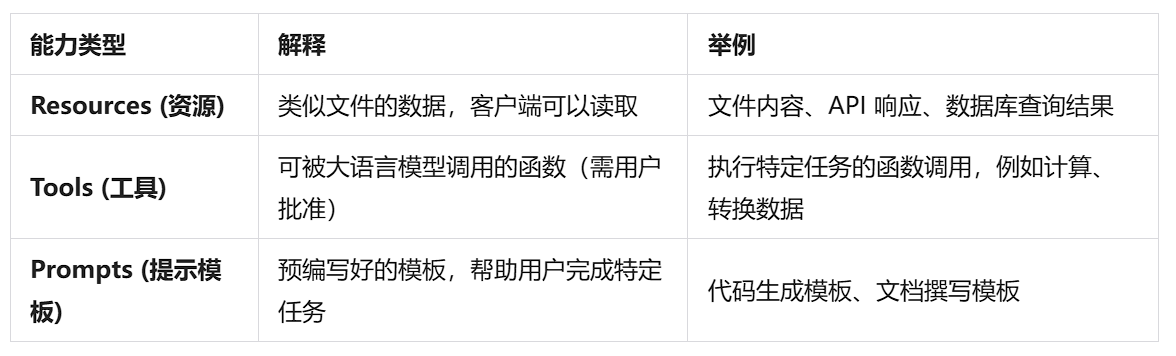 能力类型 解释 举例
Resources (资源) 类似文件的数据，客户端可以读取 文件内容、API 响应、数据库查询结果
Tools (工具)
可被大语言模型调用的函数（需用户
批准）
执行特定任务的函数调用，例如计算、
转换数据
Prompts (提示模
板)
预编写好的模板，帮助用户完成特定
任务
代码生成模板、文档撰写模板